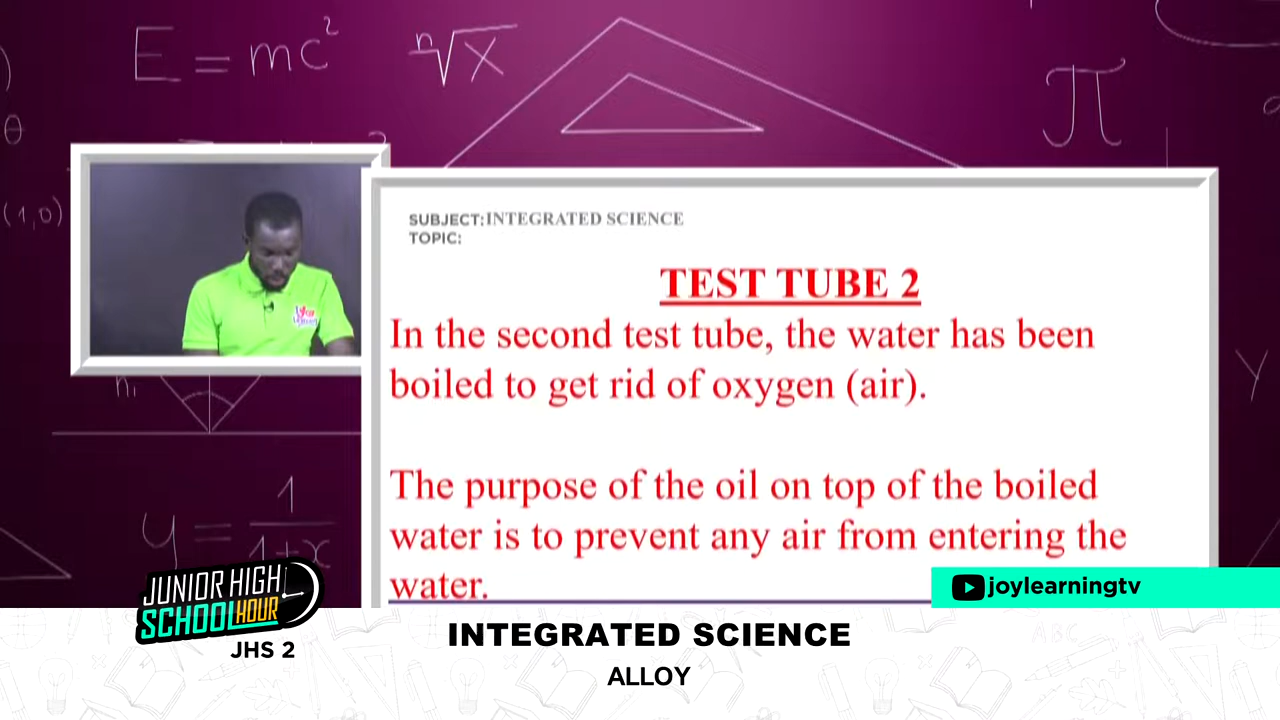 E = mc²
ⁿ√X
π
θ
(1,0)
SUBJECT: INTEGRATED SCIENCE
TOPIC:
TEST TUBE 2
In the second test tube, the water has been
boiled to get rid of oxygen (air).
The purpose of the oil on top of the boiled
water is to prevent any air from entering the
water.
n₁
Y
y = 1/1+x
joylearningtv
JUNIOR HIGH
SCHOOL HOUR
JHS 2
INTEGRATED SCIENCE
ALLOY
ABC